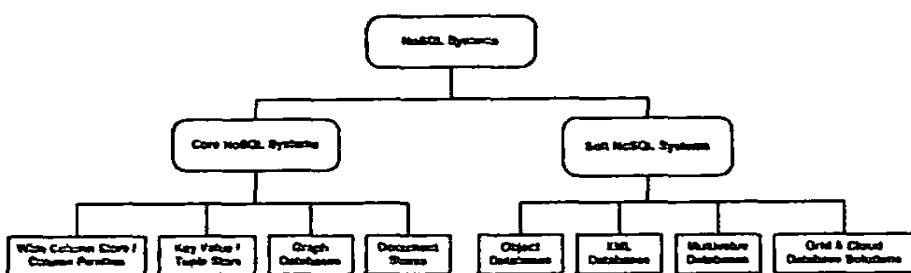 NoSQL Systems
Core NoSQL Systems
Soft NoSQL Systems
Wide Column Store /
Column Families
Key Value /
Tuple Store
Graph
Databases
Document
Stores
Object
Databases
XML
Databases
Multivalue
Databases
Grid & Cloud
Database Solutions